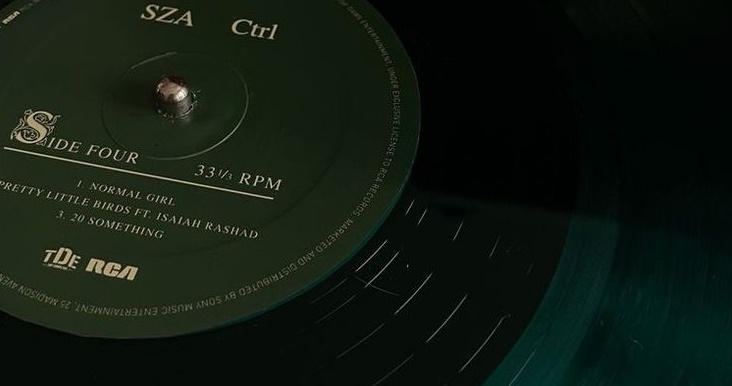 SZA Ctrl
SIDE FOUR
33 1/3 RPM
1. NORMAL GIRL
PRETTY LITTLE BIRDS FT. ISAIAH RASHAD
3. 20 SOMETHING
TDE RCA
ENTERTAINMENT, UNDER EXCLUSIVE LICENSE TO RCA RECORDS. MARKETED AND DISTRIBUTED BY SONY MUSIC ENTERTAINMENT, 25 MADISON